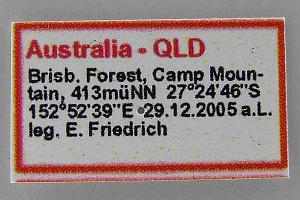 Australia - QLD
Brisb. Forest, Camp Moun-
tain, 413müNN 27°24'46"S
152°52'39"E 29.12.2005 a.L.
leg. E. Friedrich